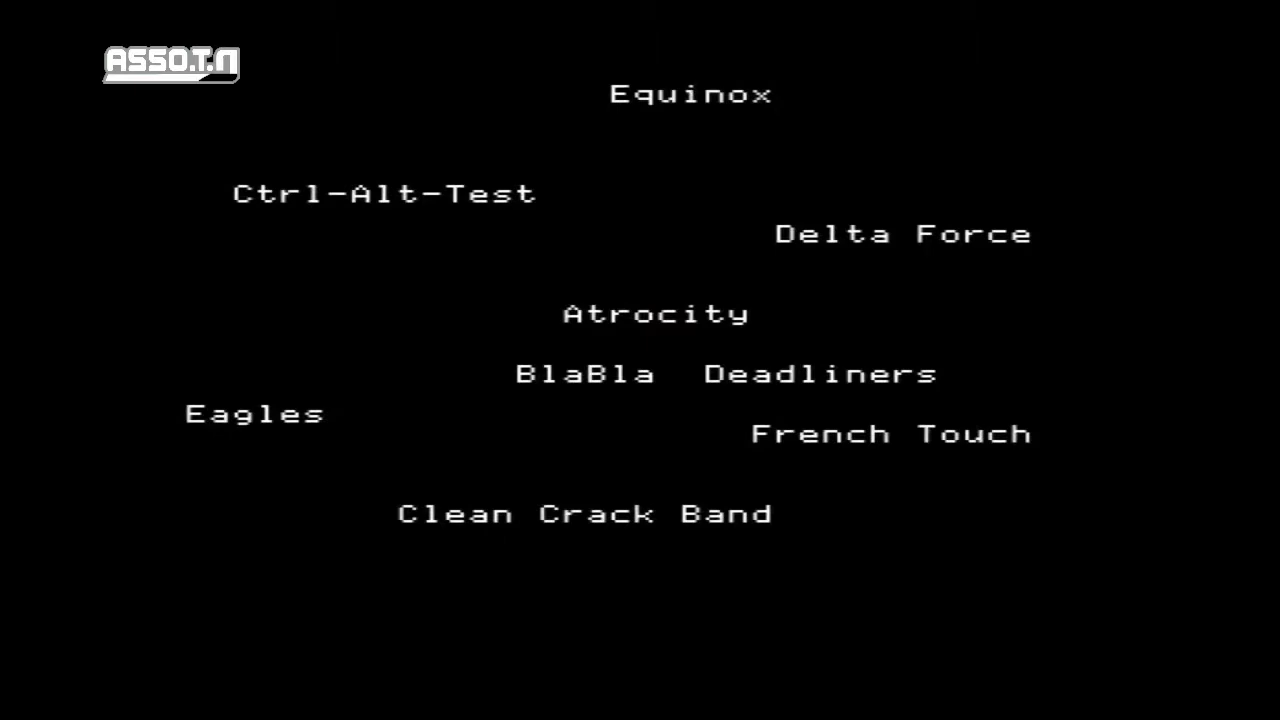 ASSO.T.N
Equinox
Ctrl-Alt-Test
Delta Force
Atrocity
BlaBla  Deadliners
Eagles
French Touch
Clean Crack Band